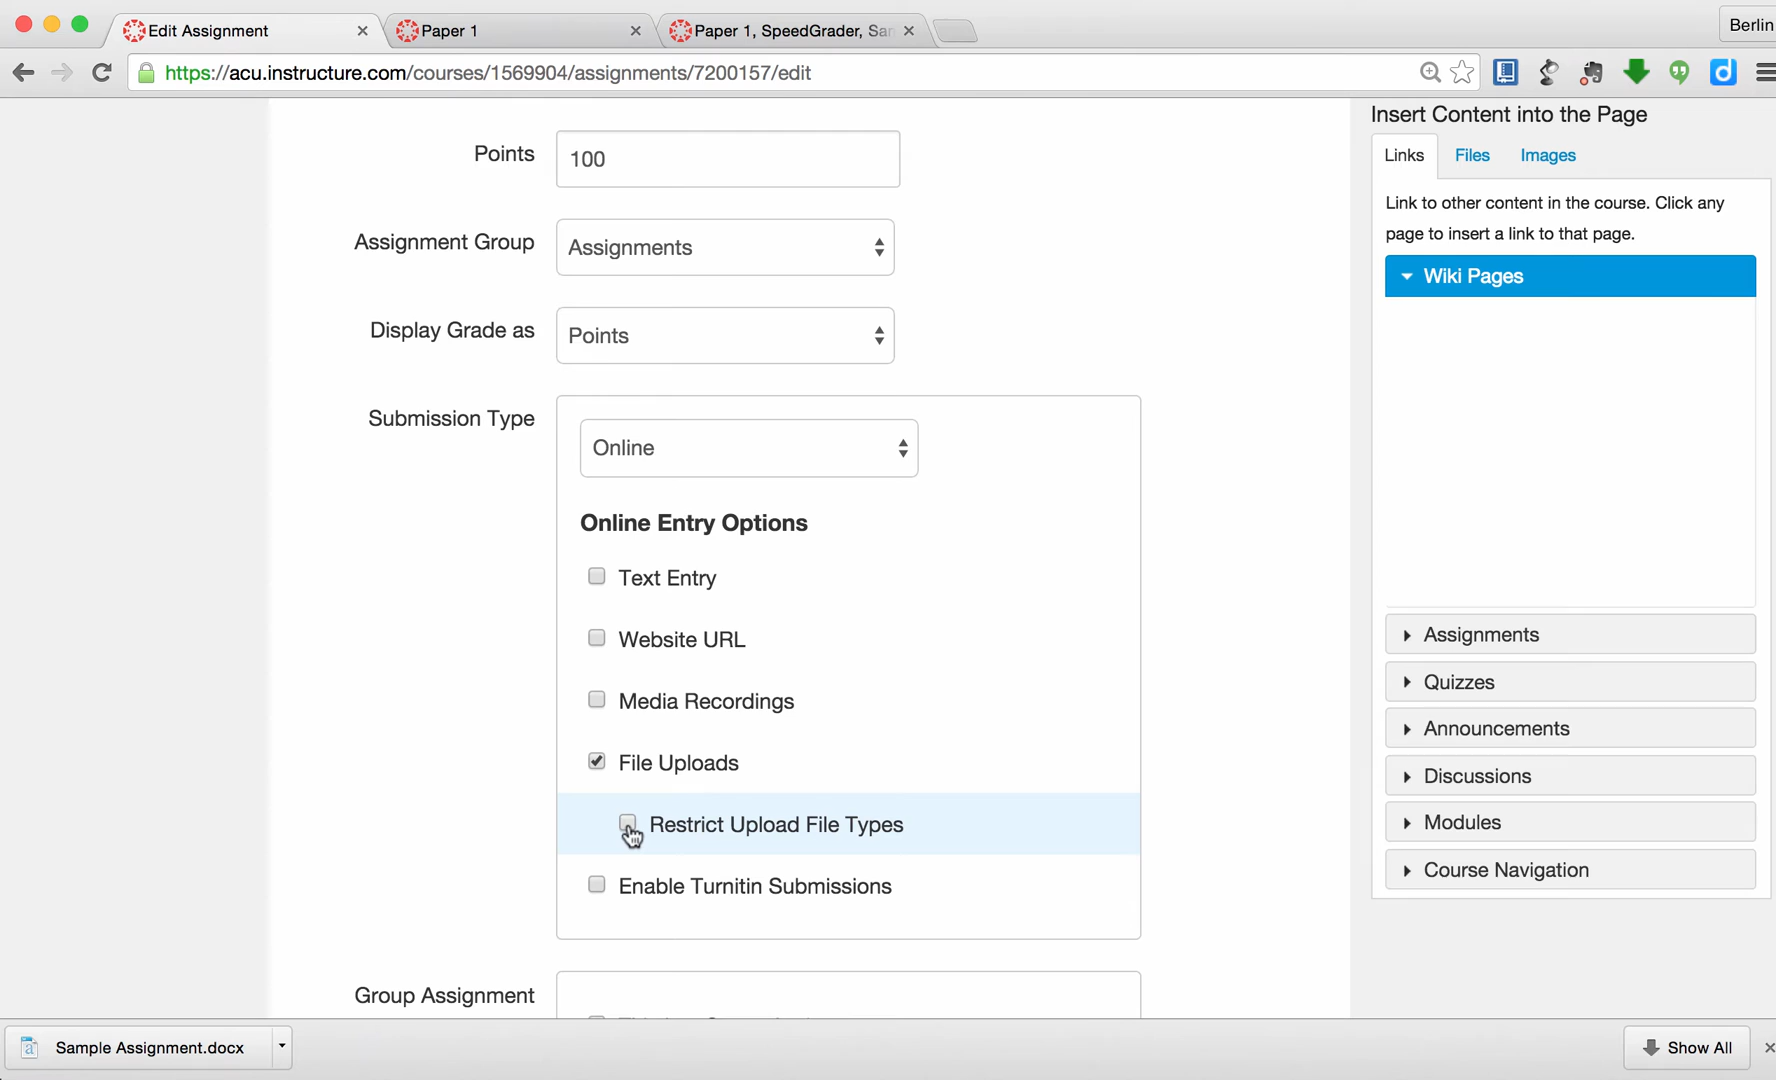 Edit Assignment
Paper 1
Paper 1, SpeedGrader, Sar
Berlin
https://acu.instructure.com/courses/1569904/assignments/7200157/edit
Points
100
Assignment Group
Assignments
Display Grade as
Points
Submission Type
Online
Online Entry Options
Text Entry
Website URL
Media Recordings
File Uploads
Restrict Upload File Types
Enable Turnitin Submissions
Group Assignment
Insert Content into the Page
Links
Files
Images
Link to other content in the course. Click any
page to insert a link to that page.
Wiki Pages
Assignments
Quizzes
Announcements
Discussions
Modules
Course Navigation
Sample Assignment.docx
Show All